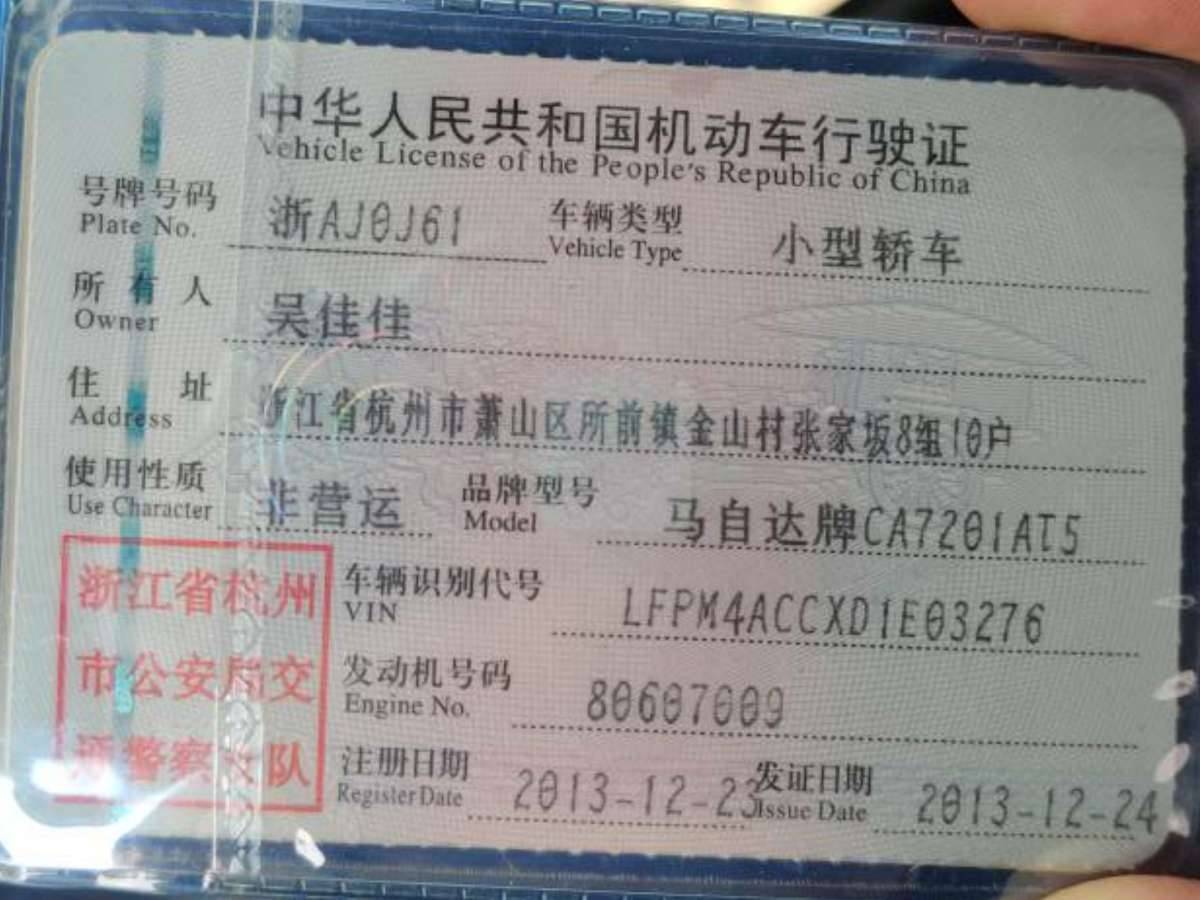 中华人民共和国机动车行驶证
Vehicle License of the People's Republic of China
号牌号码 浙AJ0J61 车辆类型 小型轿车
Plate No. Vehicle Type
所有人 吴佳佳
Owner
住址 浙江省杭州市萧山区所前镇金山村张家坂8组10户
Address
使用性质 非营运 品牌型号 马自达牌CA7201AT5
Use Character Model
浙江省杭州
市公安局交
通警察支队
车辆识别代号 LFPM4ACCXD1E03276
VIN
发动机号码 80607009
Engine No.
注册日期 2013-12-23 发证日期 2013-12-24
Register Date Issue Date